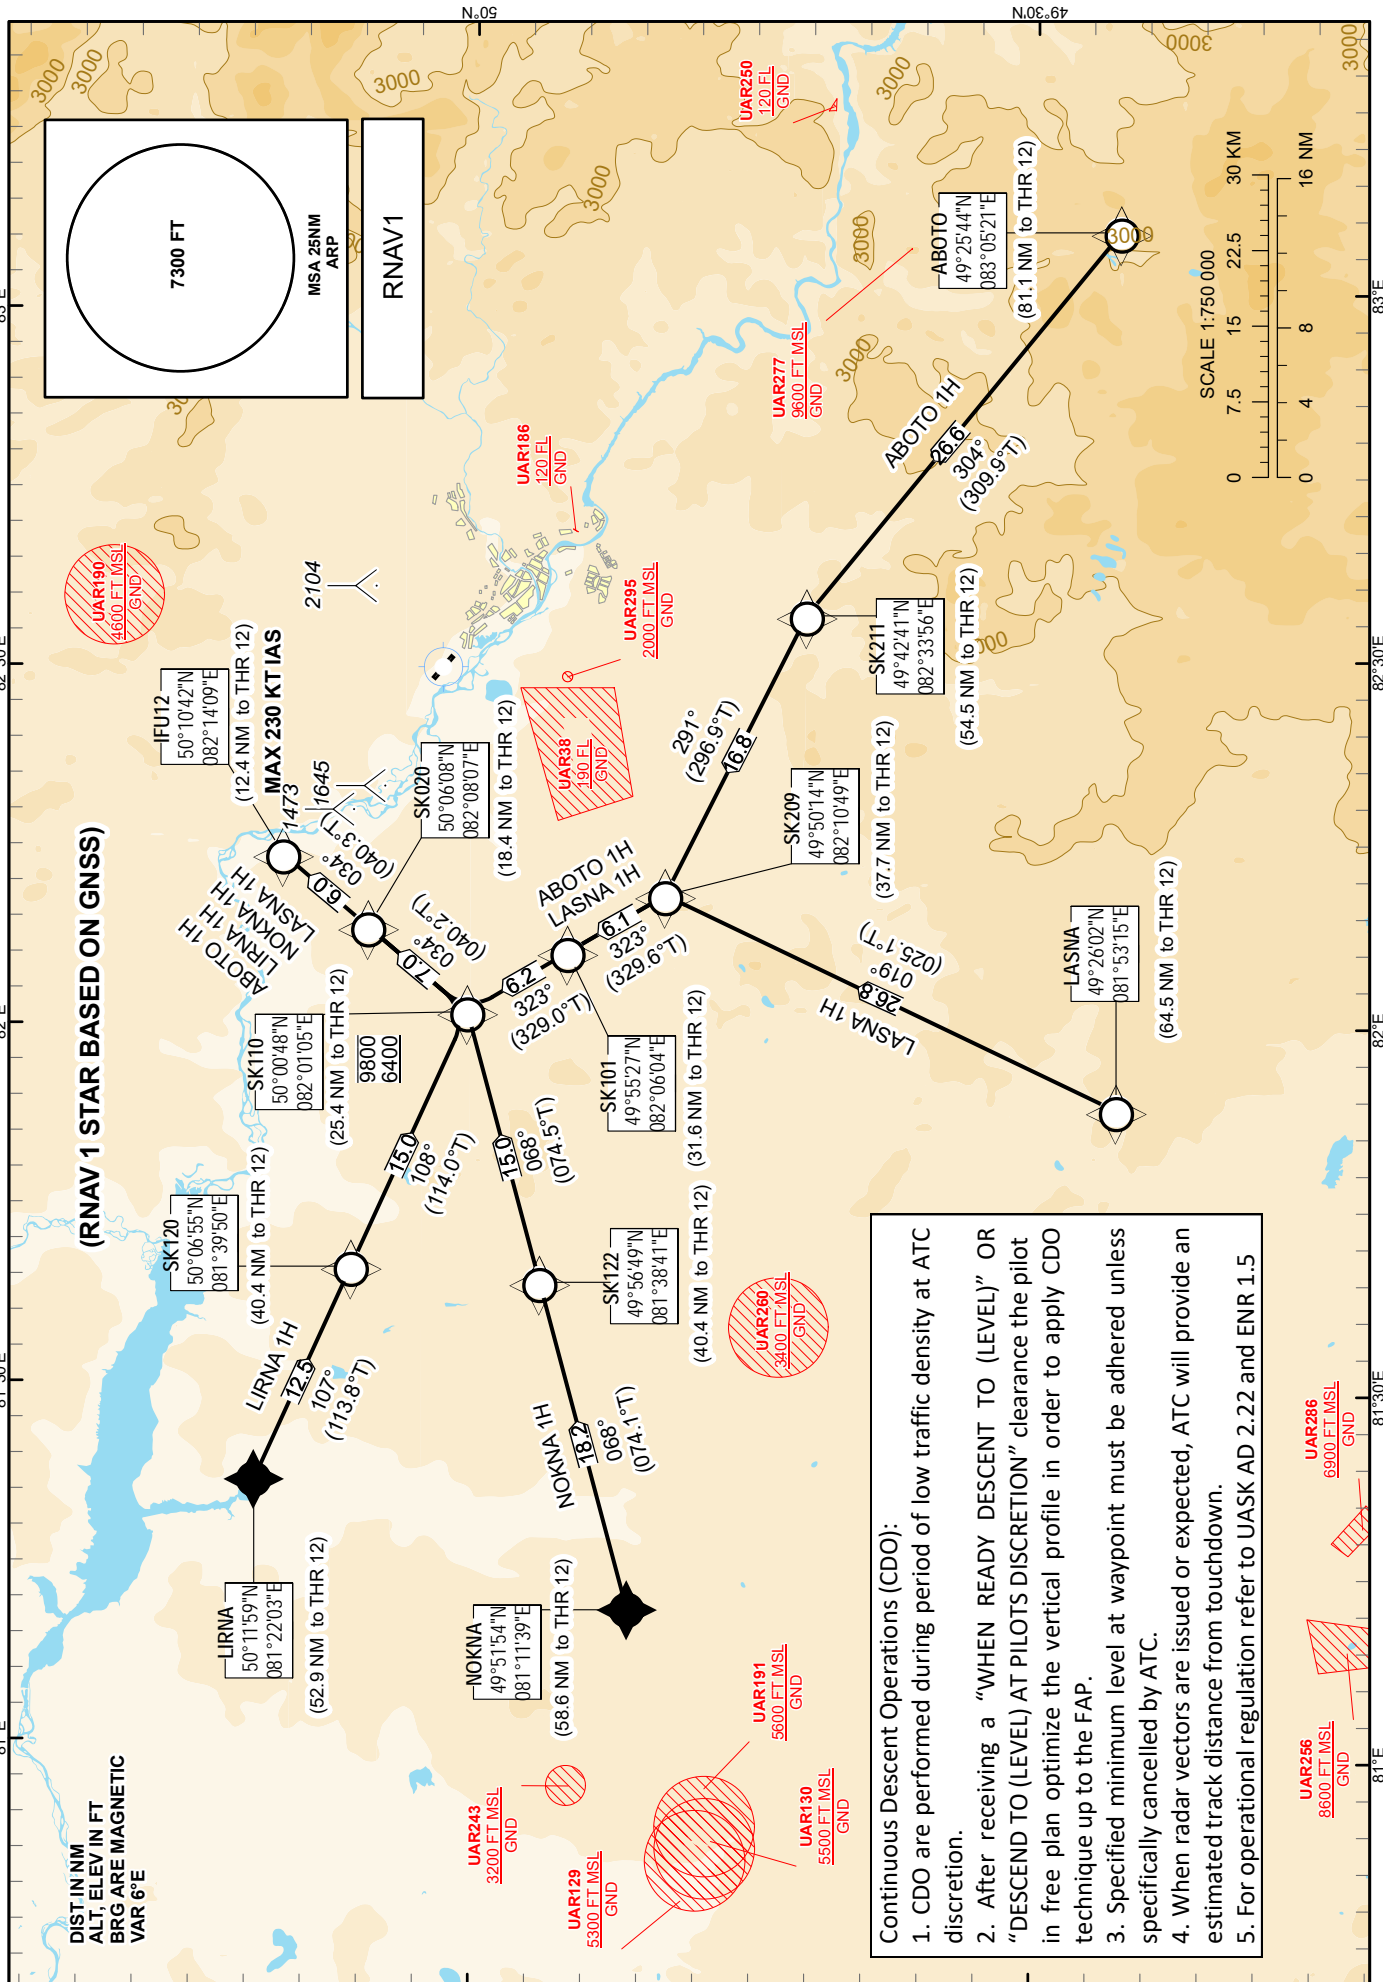 (RNAV 1 STAR BASED ON GNSS)
DIST IN NM
ALT, ELEV IN FT
BRG ARE MAGNETIC
VAR 6°E
7300 FT
MSA 25NM
ARP
RNAV1
LIRNA
50°11'59"N
081°22'03"E
(52.9 NM to THR 12)
LIRNA 1H
12.5
107°
(113.8°T)
SK120
50°06'55"N
081°39'50"E
(40.4 NM to THR 12)
15.0
108°
(114.0°T)
SK110
50°00'48"N
082°01'05"E
(25.4 NM to THR 12)
9800
6400
ABOTO 1H
LIRNA 1H
NOKNA 1H
LASNA 1H
7.0
034°
(040.2°T)
6.0
034°
(040.3°T)
IFU12
50°10'42"N
082°14'09"E
(12.4 NM to THR 12)
MAX 230 KT IAS
1473
1645
2104
SK020
50°06'08"N
082°08'07"E
(18.4 NM to THR 12)
NOKNA
49°51'54"N
081°11'39"E
(58.6 NM to THR 12)
NOKNA 1H
18.2
068°
(074.1°T)
SK122
49°56'49"N
081°38'41"E
(40.4 NM to THR 12)
15.0
068°
(074.5°T)
6.2
323°
(329.0°T)
SK101
49°55'27"N
082°06'04"E
(31.6 NM to THR 12)
ABOTO 1H
LASNA 1H
6.1
323°
(329.6°T)
SK209
49°50'14"N
082°10'49"E
(37.7 NM to THR 12)
291°
(296.9°T)
16.8
SK211
49°42'41"N
082°33'56"E
(54.5 NM to THR 12)
ABOTO 1H
26.6
304°
(309.9°T)
ABOTO
49°25'44"N
083°05'21"E
(81.1 NM to THR 12)
LASNA 1H
26.8
019°
(025.1°T)
LASNA
49°26'02"N
081°53'15"E
(64.5 NM to THR 12)
UAR190
4600 FT MSL
GND
UAR186
120 FL
GND
UAR295
2000 FT MSL
GND
UAR38
190 FL
GND
UAR250
120 FL
GND
UAR277
9600 FT MSL
GND
UAR260
3400 FT MSL
GND
UAR243
3200 FT MSL
GND
UAR129
5300 FT MSL
GND
UAR191
5600 FT MSL
GND
UAR130
5500 FT MSL
GND
UAR286
6900 FT MSL
GND
UAR256
8600 FT MSL
GND
3000
3000
3000
3000
3000
3000
3000
3000
3000
3000
SCALE 1:750 000
0 7.5 15 22.5 30 KM
0 4 8 16 NM
50°N
49°30'N
83°E
82°30'E
82°E
81°30'E
81°E
Continuous Descent Operations (CDO):
1. CDO are performed during period of low traffic density at ATC
discretion.
2. After receiving a “WHEN READY DESCENT TO (LEVEL)” OR
“DESCEND TO (LEVEL) AT PILOTS DISCRETION” clearance the pilot
in free plan optimize the vertical profile in order to apply CDO
technique up to the FAP.
3. Specified minimum level at waypoint must be adhered unless
specifically cancelled by ATC.
4. When radar vectors are issued or expected, ATC will provide an
estimated track distance from touchdown.
5. For operational regulation refer to UASK AD 2.22 and ENR 1.5